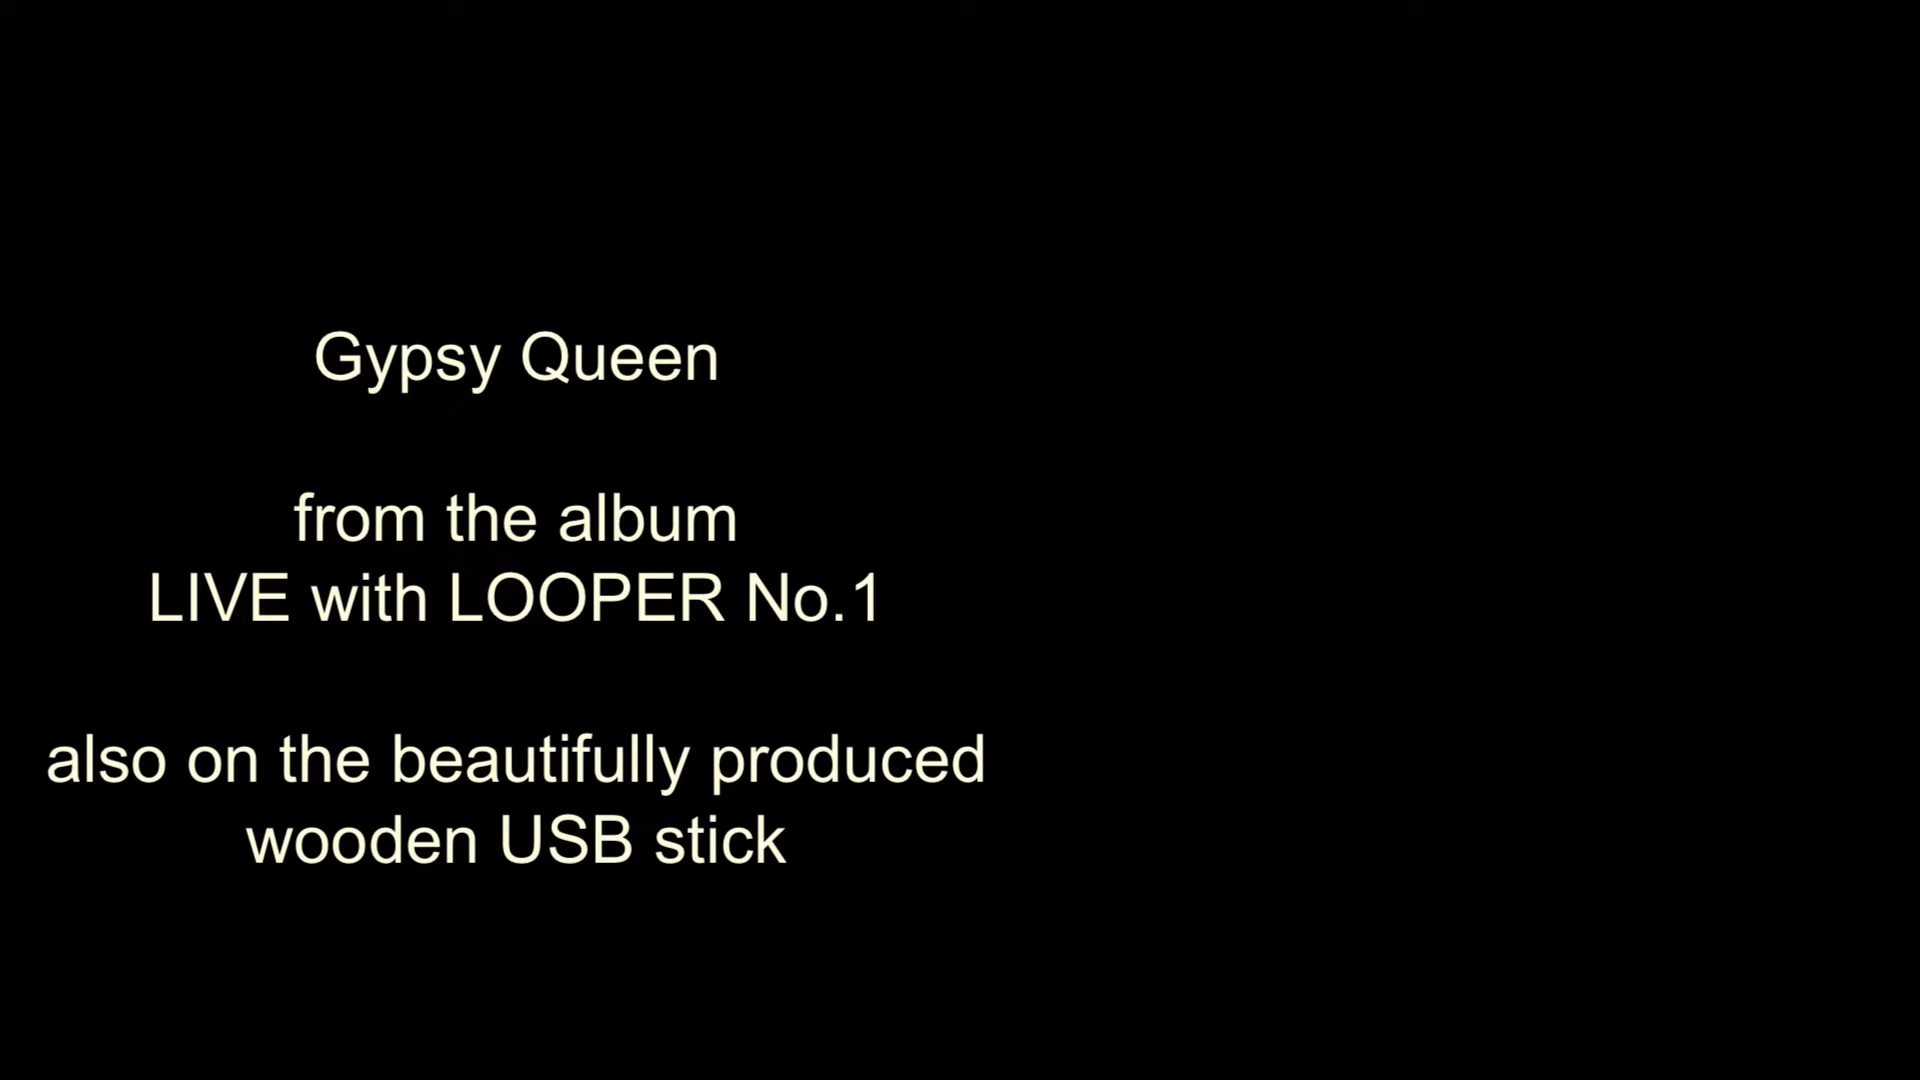 Gypsy Queen
from the album
LIVE with LOOPER No.1
also on the beautifully produced
wooden USB stick